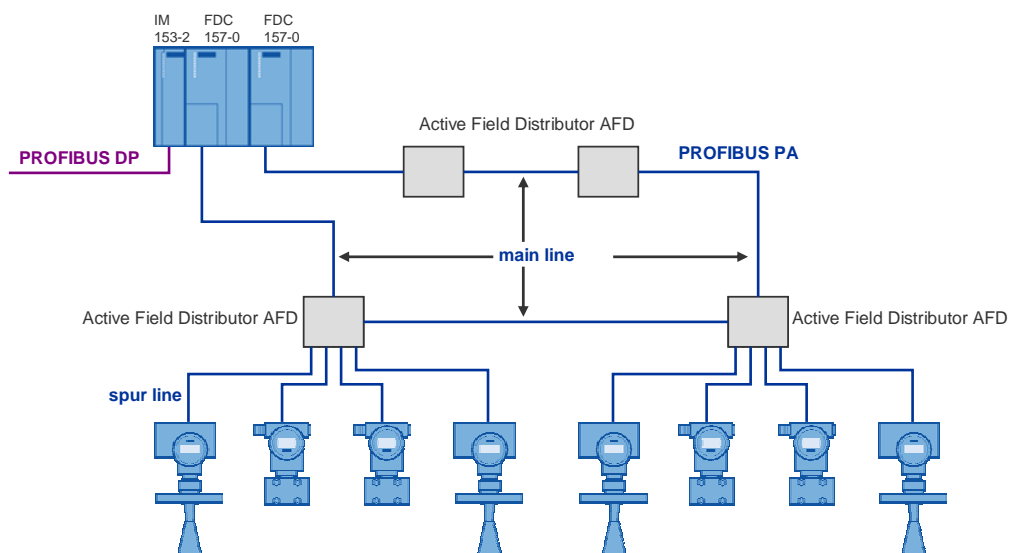 IM
153-2
FDC
157-0
FDC
157-0
Active Field Distributor AFD
PROFIBUS DP
PROFIBUS PA
main line
Active Field Distributor AFD
Active Field Distributor AFD
spur line